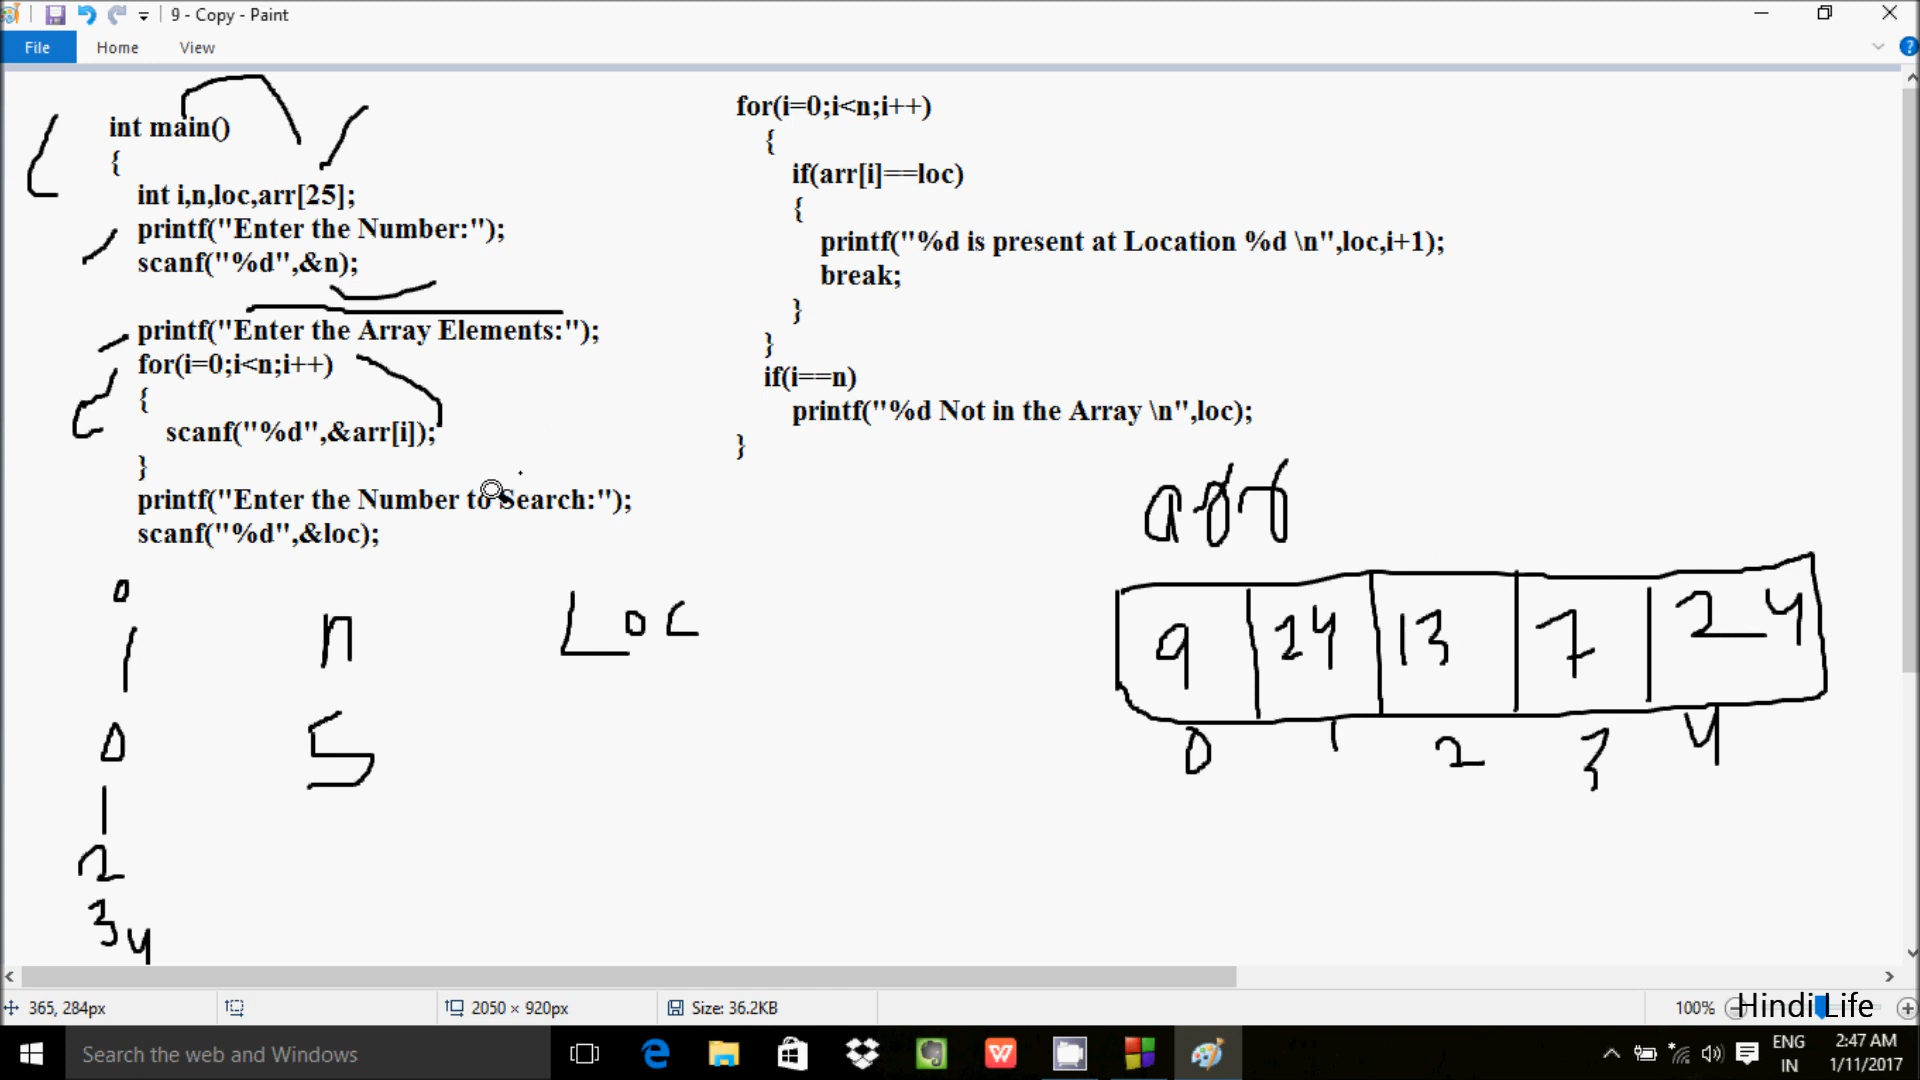 9 - Copy - Paint
File Home View
int main()
{
int i,n,loc,arr[25];
printf("Enter the Number:");
scanf("%d",&n);
printf("Enter the Array Elements:");
for(i=0;i<n;i++)
{
scanf("%d",&arr[i]);
}
printf("Enter the Number to Search:");
scanf("%d",&loc);
for(i=0;i<n;i++)
{
if(arr[i]==loc)
{
printf("%d is present at Location %d \n",loc,i+1);
break;
}
}
if(i==n)
printf("%d Not in the Array \n",loc);
}
arr
i n Loc
9 24 13 7 24
0 1 2 3 4
0 5
1
2
3 4
365, 284px 2050 × 920px Size: 36.2KB 100%
Hindi Life
Search the web and Windows
ENG 2:47 AM
IN 1/11/2017